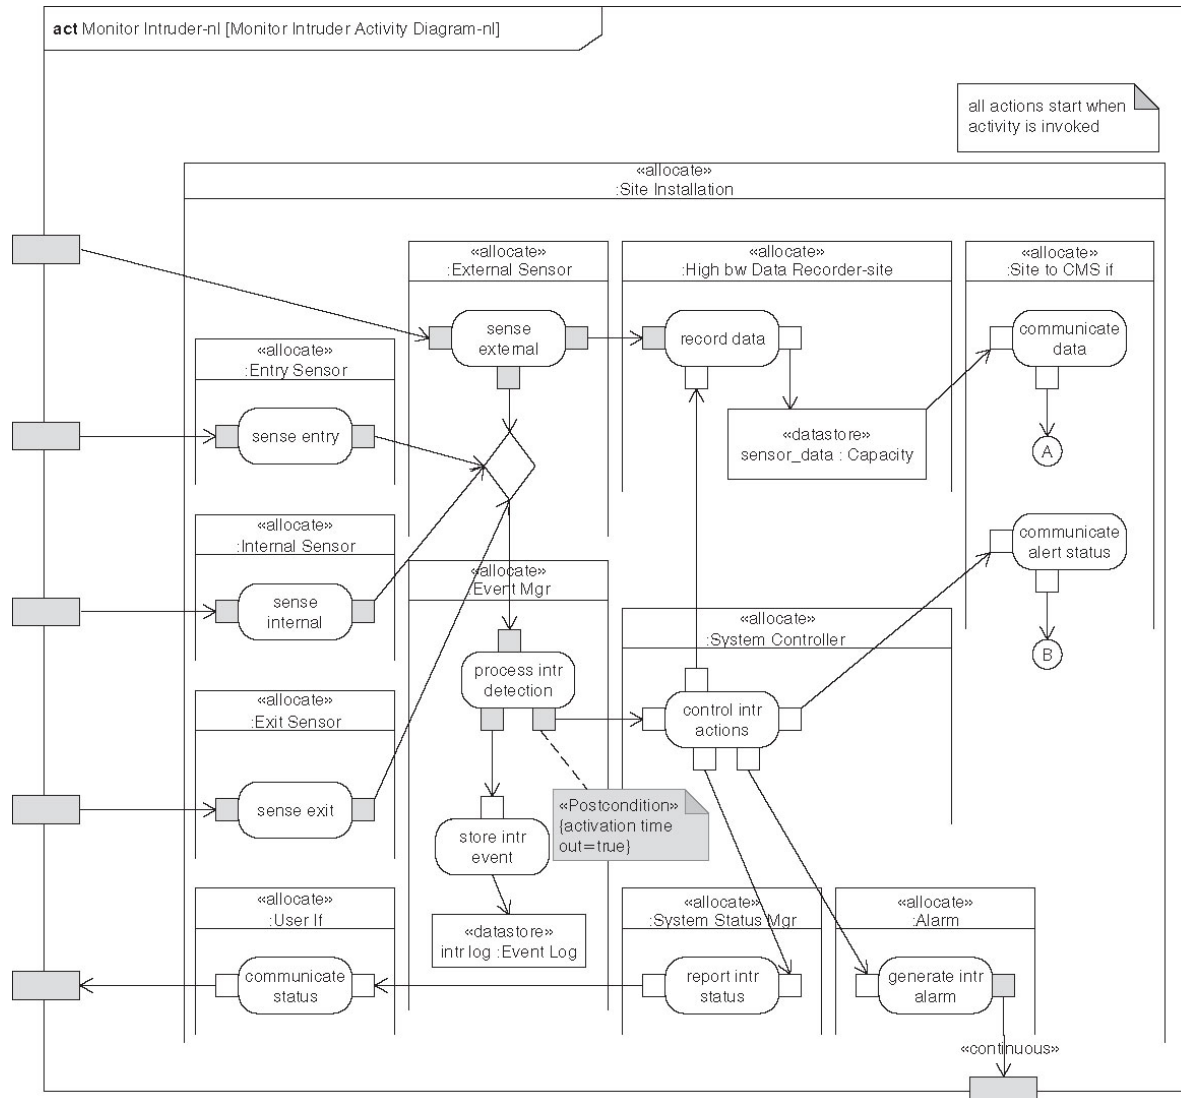 act Monitor Intruder-nl [Monitor Intruder Activity Diagram-nl]
all actions start when
activity is invoked
«allocate»
:Site Installation
«allocate»
:External Sensor
«allocate»
:High bw Data Recorder-site
«allocate»
:Site to CMS if
sense
external
record data
communicate
data
«allocate»
:Entry Sensor
sense entry
«datastore»
sensor_data : Capacity
A
«allocate»
:Internal Sensor
sense
internal
communicate
alert status
B
«allocate»
:Event Mgr
«allocate»
:System Controller
process intr
detection
control intr
actions
«allocate»
:Exit Sensor
sense exit
«Postcondition»
{activation time
out=true}
store intr
event
«allocate»
:User If
«datastore»
intr log :Event Log
«allocate»
:System Status Mgr
«allocate»
:Alarm
communicate
status
report intr
status
generate intr
alarm
«continuous»